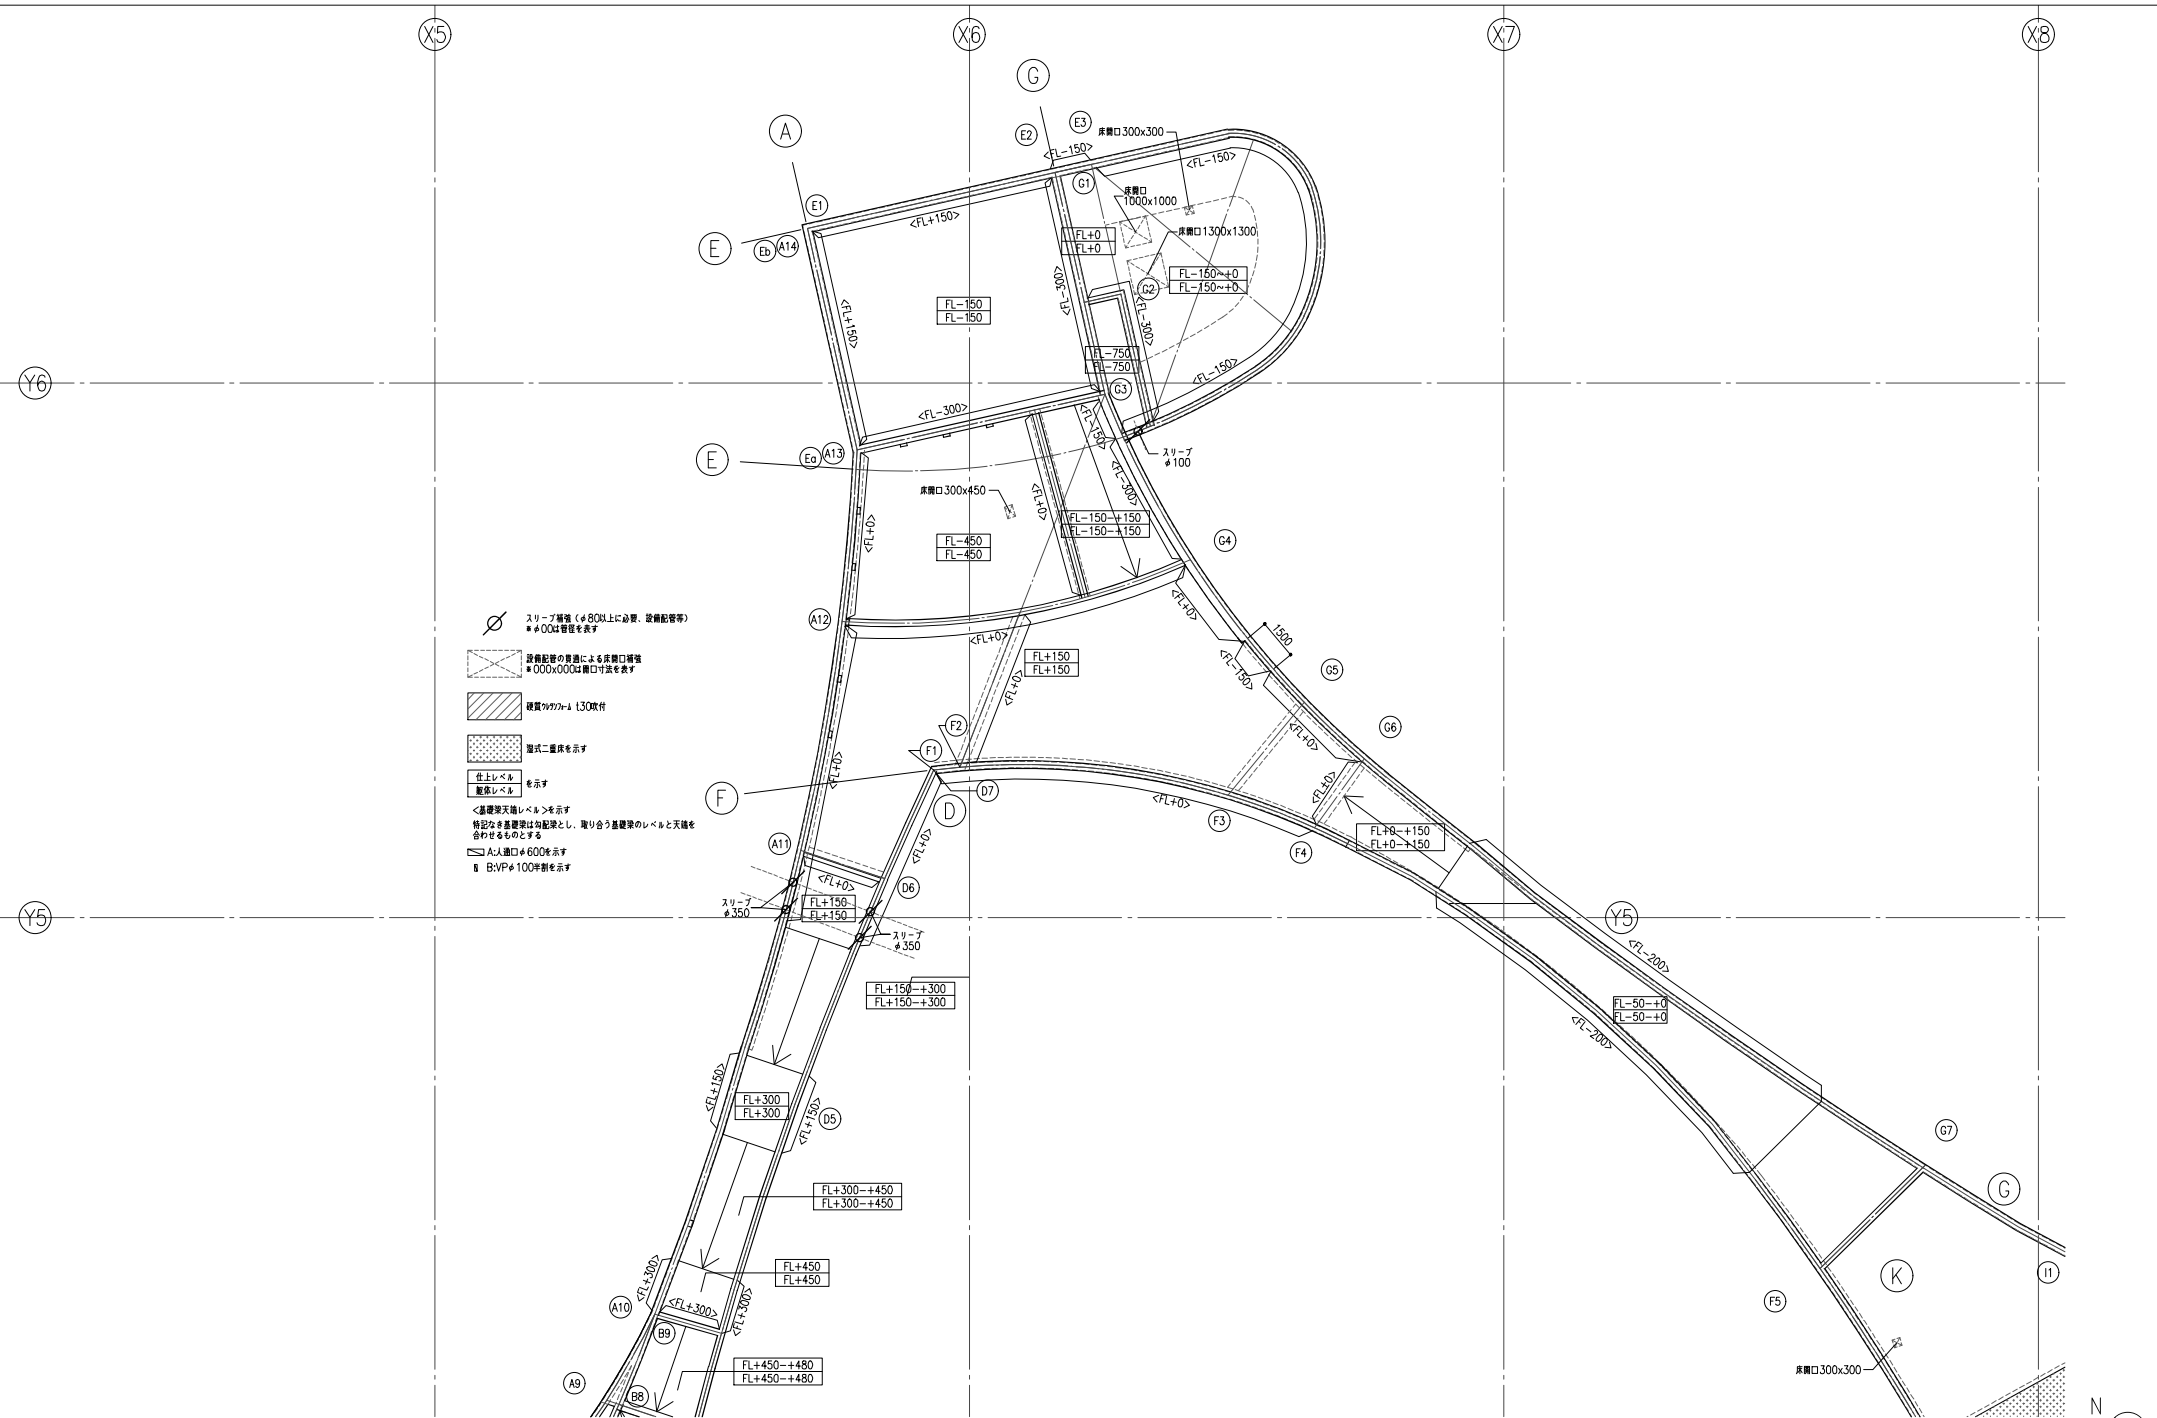 X5
X6
X7
X8
G
A
E1
E2
E3
床開口300x300
<FL-150>
<FL-150>
G1
床開口
1000x1000
<FL+150>
FL+0
FL+0
床開口1300x1300
E
Eb
A14
FL-150~+0
FL-150~+0
G2
<FL-300>
<FL-300>
FL-150
FL-150
<FL+150>
FL-750
FL-750
<FL-150>
Y6
G3
<FL-300>
<FL-150>
E
Ea
A13
スリーブ
φ100
<FL-300>
床開口300x450
<FL+0>
<FL+0>
FL-150-+150
FL-150-+150
FL-450
FL-450
G4
A12
<FL+0>
<FL+0>
1500
<FL-150>
G5
FL+150
FL+150
<FL+0>
スリーブ補強（φ80以上に必要、設備配管等）
※φ00は管径を表す
設備配管の貫通による床開口補強
※000x000は開口寸法を表す
硬質ウレタンフォーム t30吹付
湿式二重床を示す
仕上レベル
躯体レベル
を示す
<基礎梁天端レベル>を示す
特記なき基礎梁は勾配梁とし、取り合う基礎梁のレベルと天端を
合わせるものとする
A:人通口φ600を示す
B:VPφ100半割を示す
F2
F1
G6
<FL+0>
<FL+0>
F
D7
D
<FL+0>
<FL+0>
F3
F4
FL+0-+150
FL+0-+150
<FL+0>
A11
<FL+0>
D6
スリーブ
φ350
FL+150
FL+150
Y5
Y5
スリーブ
φ350
<FL-200>
FL+150-+300
FL+150-+300
FL-50-+0
FL-50-+0
<FL-200>
<FL+150>
FL+300
FL+300
<FL+150>
D5
G7
G
FL+300-+450
FL+300-+450
FL+450
FL+450
<FL+300>
K
I1
A10
<FL+300>
<FL+300>
B9
F5
FL+450-+480
FL+450-+480
床開口300x300
A9
B8
N